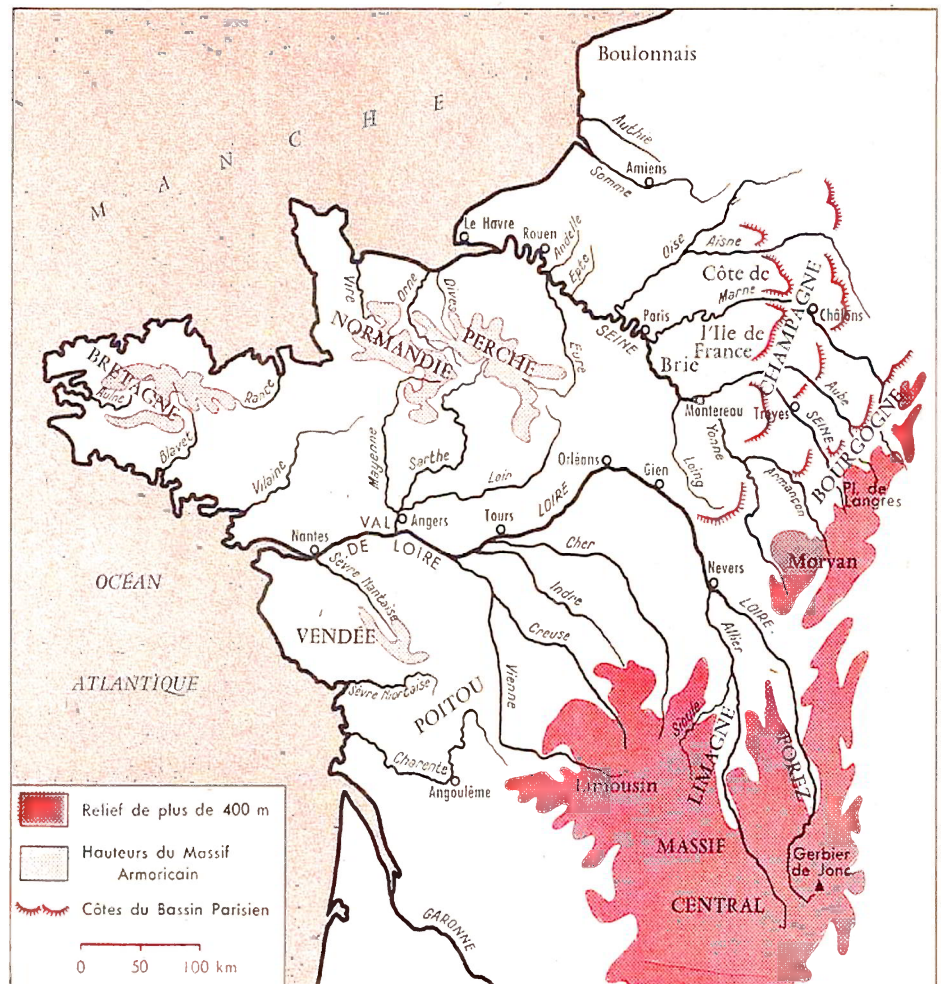 Boulonnais
MANCHE
Authie
Amiens
Somme
Le Havre
Rouen
Andelle
Epte
Oise
Aisne
Côte de
l'Ile de
France
Marne
Châlons
CHAMPAGNE
Vire
Orne
Dives
NORMANDIE
PERCHE
Eure
SEINE
Paris
Brie
BRETAGNE
Aulne
Rance
Blavet
Vilaine
Mayenne
Sarthe
Loir
Montereau
Troyes
Aube
SEINE
Yonne
Loing
Armançon
BOURGOGNE
Pl. de
Langres
Orléans
Gien
LOIRE
VAL
DE LOIRE
Angers
Tours
Nantes
Cher
Sèvre Nantaise
Indre
Nevers
Morvan
OCÉAN
ATLANTIQUE
VENDÉE
Creuse
Allier
LOIRE
Sèvre Niortaise
POITOU
Vienne
Sioule
LIMAGNE
FOREZ
Charente
Angoulême
Limousin
MASSIF
CENTRAL
Gerbier
de Jonc
GARONNE
Relief de plus de 400 m
Hauteurs du Massif
Armoricain
Côtes du Bassin Parisien
0 50 100 km